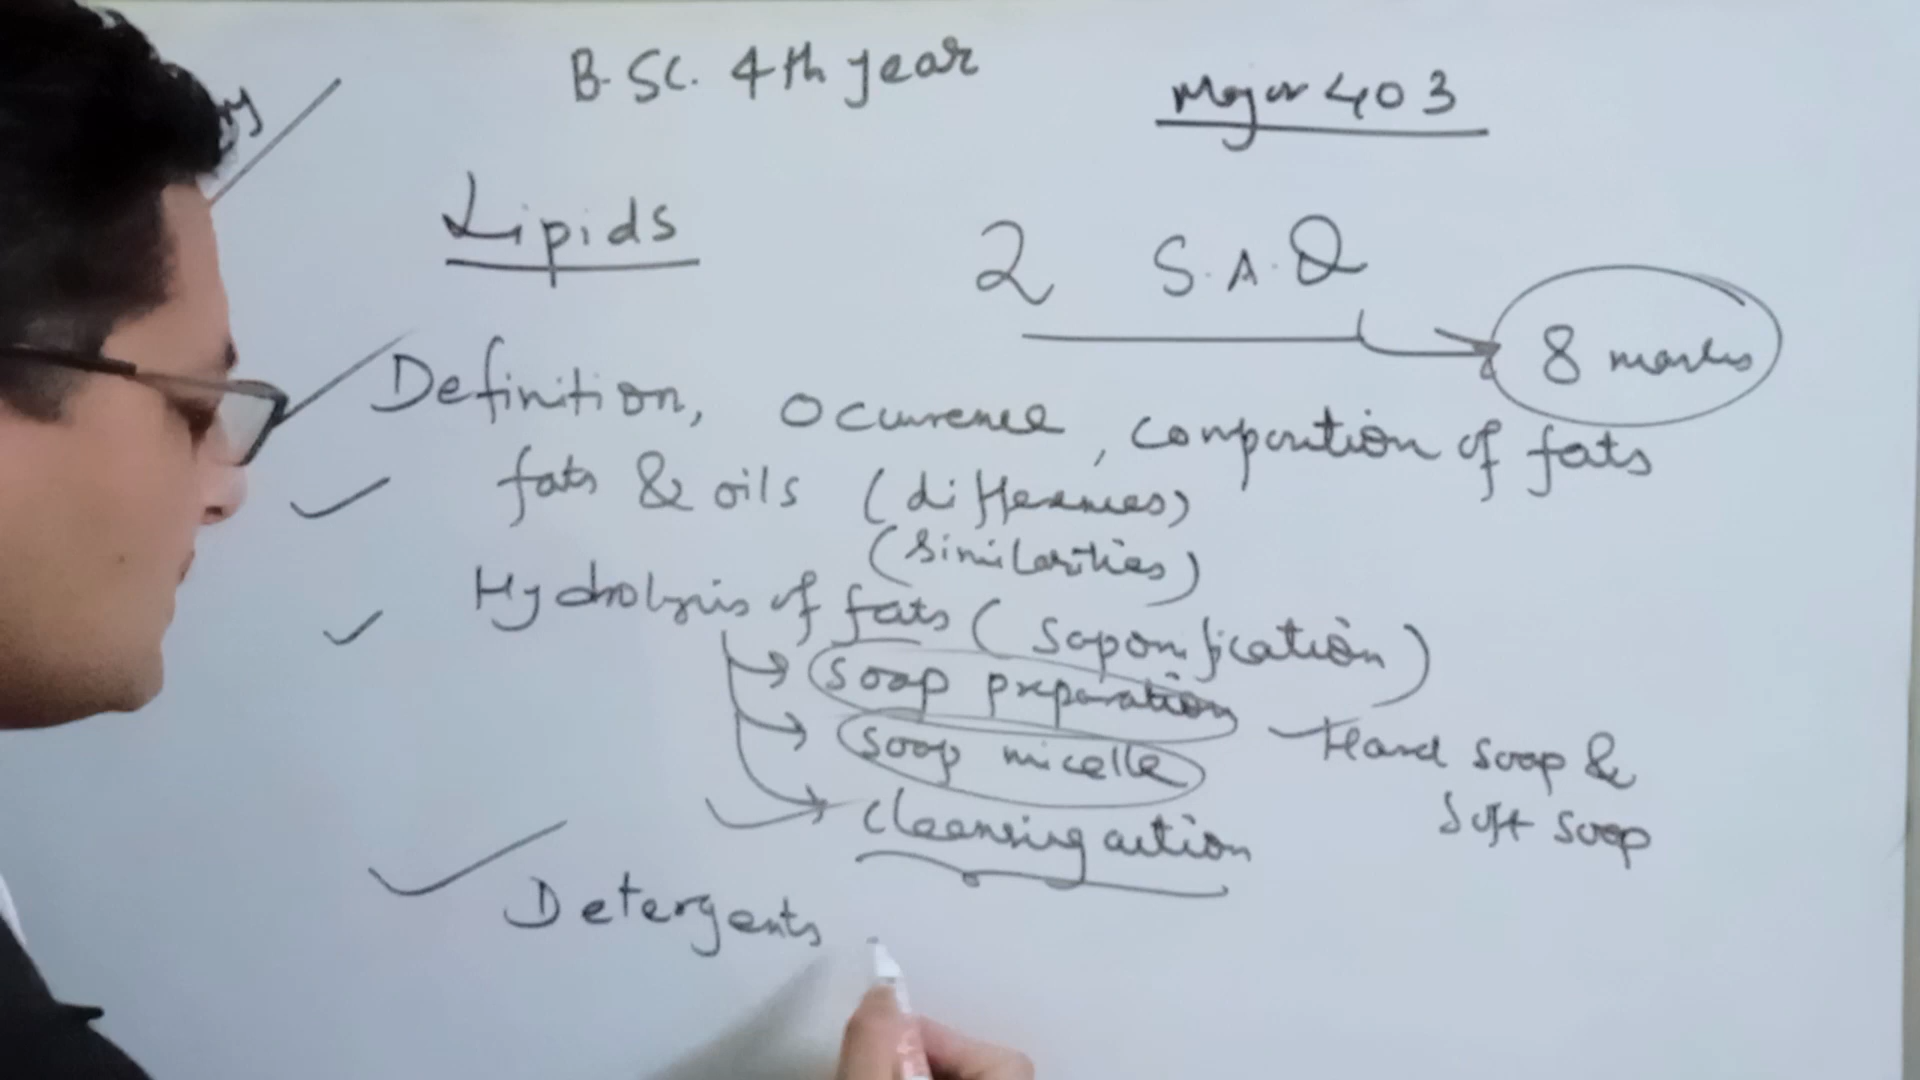 B.Sc. 4th year
Major 403
Lipids
2 S.A.Q
8 marks
Definition, Ocurrence, composition of fats
fats & oils (differences)
(similarities)
Hydrolysis of fats (Saponification)
soap preparation
soap micelle
Hard soap &
Soft soap
cleansing action
Detergents